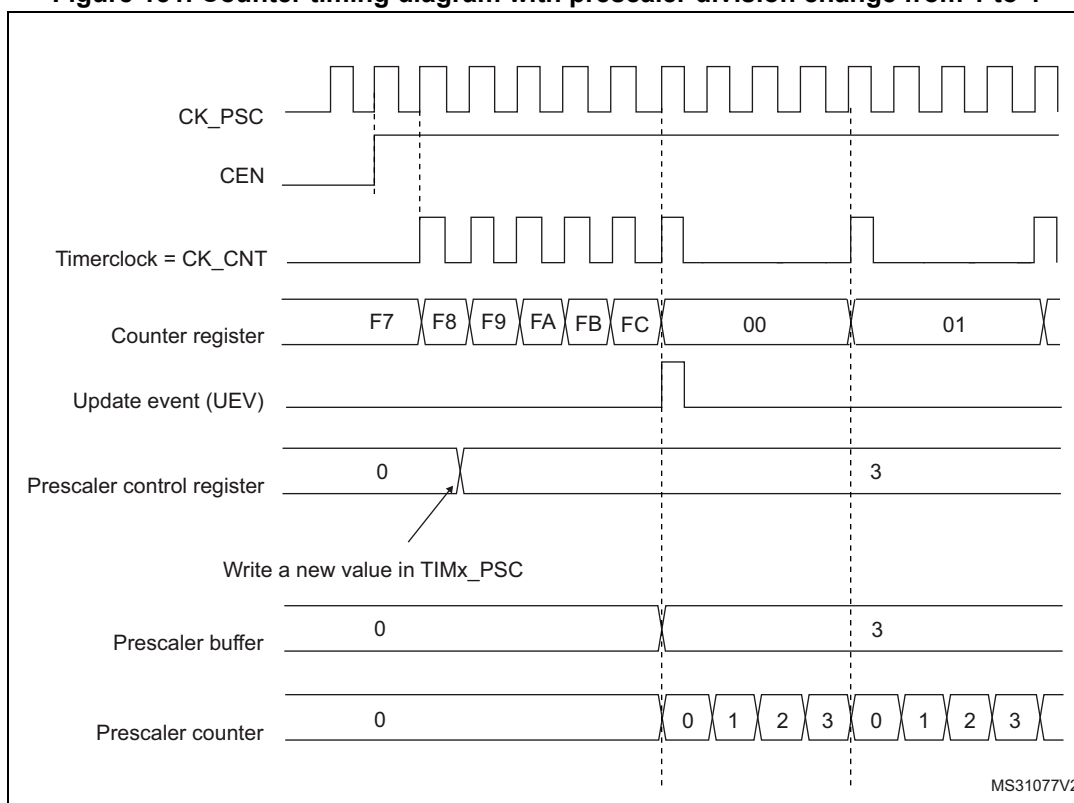 Figure 131. Counter timing diagram with prescaler division change from 1 to 4
CK_PSC
CEN
Timerclock = CK_CNT
Counter register
F7 F8 F9 FA FB FC 00 01
Update event (UEV)
Prescaler control register
0 3
Write a new value in TIMx_PSC
Prescaler buffer
0 3
Prescaler counter
0 0 1 2 3 0 1 2 3
MS31077V2